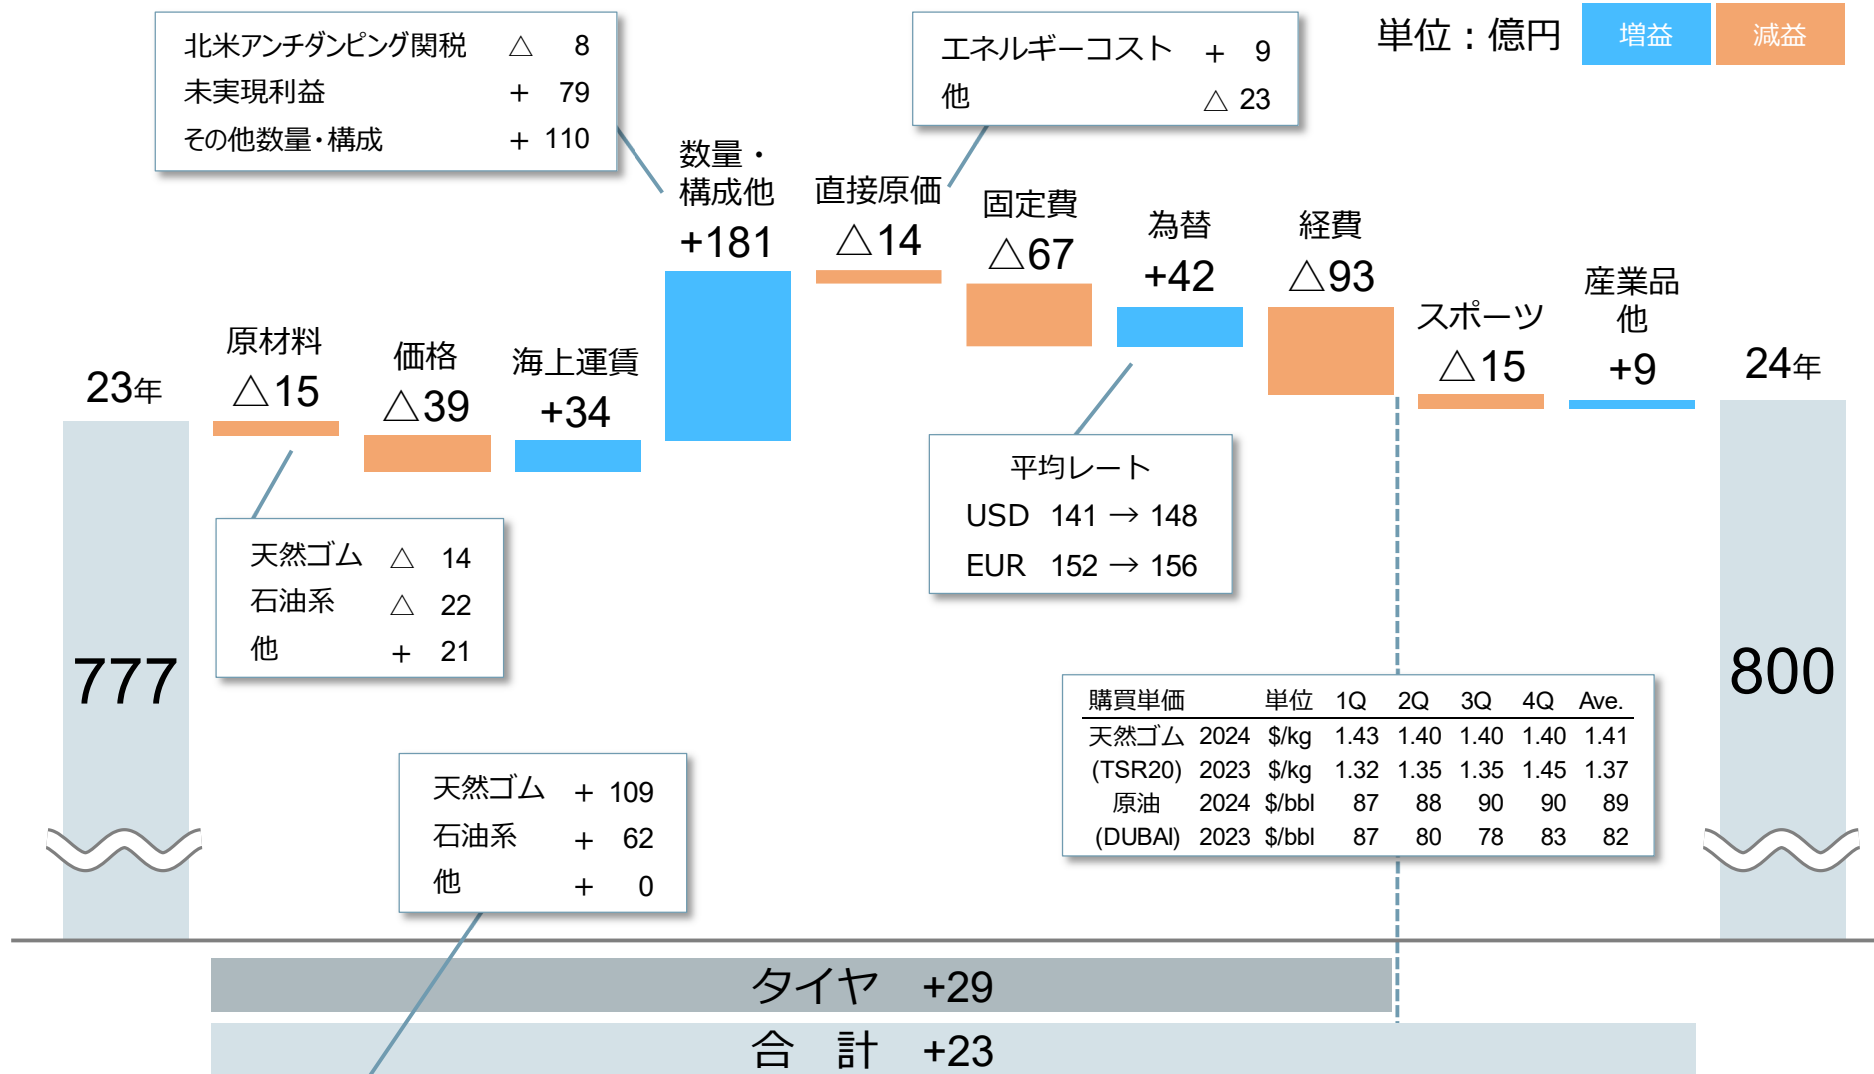 北米アンチダンピング関税 △ 8
未実現利益 + 79
その他数量・構成 + 110
エネルギーコスト + 9
他 △ 23
単位：億円 増益 減益
23年
777
原材料
△15
価格
△39
海上運賃
+34
数量・
構成他
+181
直接原価
△14
固定費
△67
為替
+42
経費
△93
スポーツ
△15
産業品
他
+9
24年
800
天然ゴム △ 14
石油系 △ 22
他 + 21
平均レート
USD 141 → 148
EUR 152 → 156
天然ゴム + 109
石油系 + 62
他 + 0
購買単価 単位 1Q 2Q 3Q 4Q Ave.
天然ゴム 2024 $/kg 1.43 1.40 1.40 1.40 1.41
(TSR20) 2023 $/kg 1.32 1.35 1.35 1.45 1.37
原油 2024 $/bbl 87 88 90 90 89
(DUBAI) 2023 $/bbl 87 80 78 83 82
タイヤ +29
合 計 +23